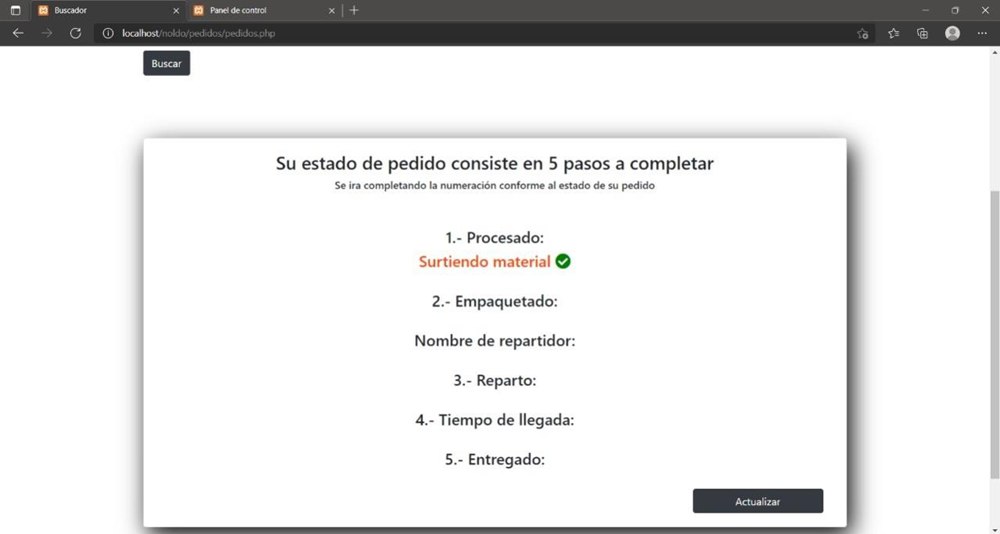 Buscador
Panel de control
localhost/noldo/pedidos/pedidos.php
Buscar
Su estado de pedido consiste en 5 pasos a completar
Se ira completando la numeración conforme al estado de su pedido
1.- Procesado:
Surtiendo material
2.- Empaquetado:
Nombre de repartidor:
3.- Reparto:
4.- Tiempo de llegada:
5.- Entregado:
Actualizar